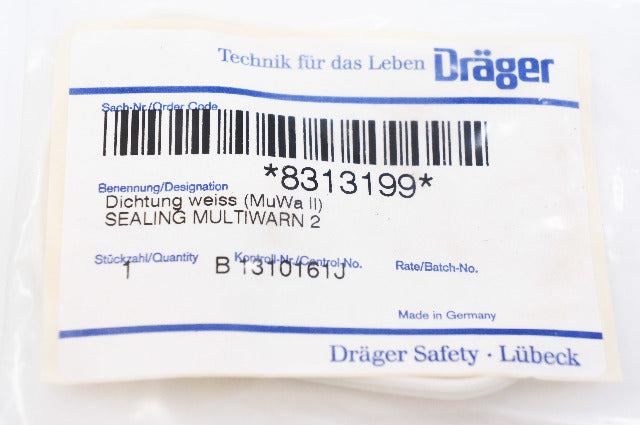 Technik für das Leben Dräger
Sach-Nr./Order Code
*8313199*
Benennung/Designation
Dichtung weiss (MuWa II)
SEALING MULTIWARN 2
Stückzahl/Quantity Kontroll-Nr./Control-No. Rate/Batch-No.
1 B 1310161J
Made in Germany
Dräger Safety · Lübeck